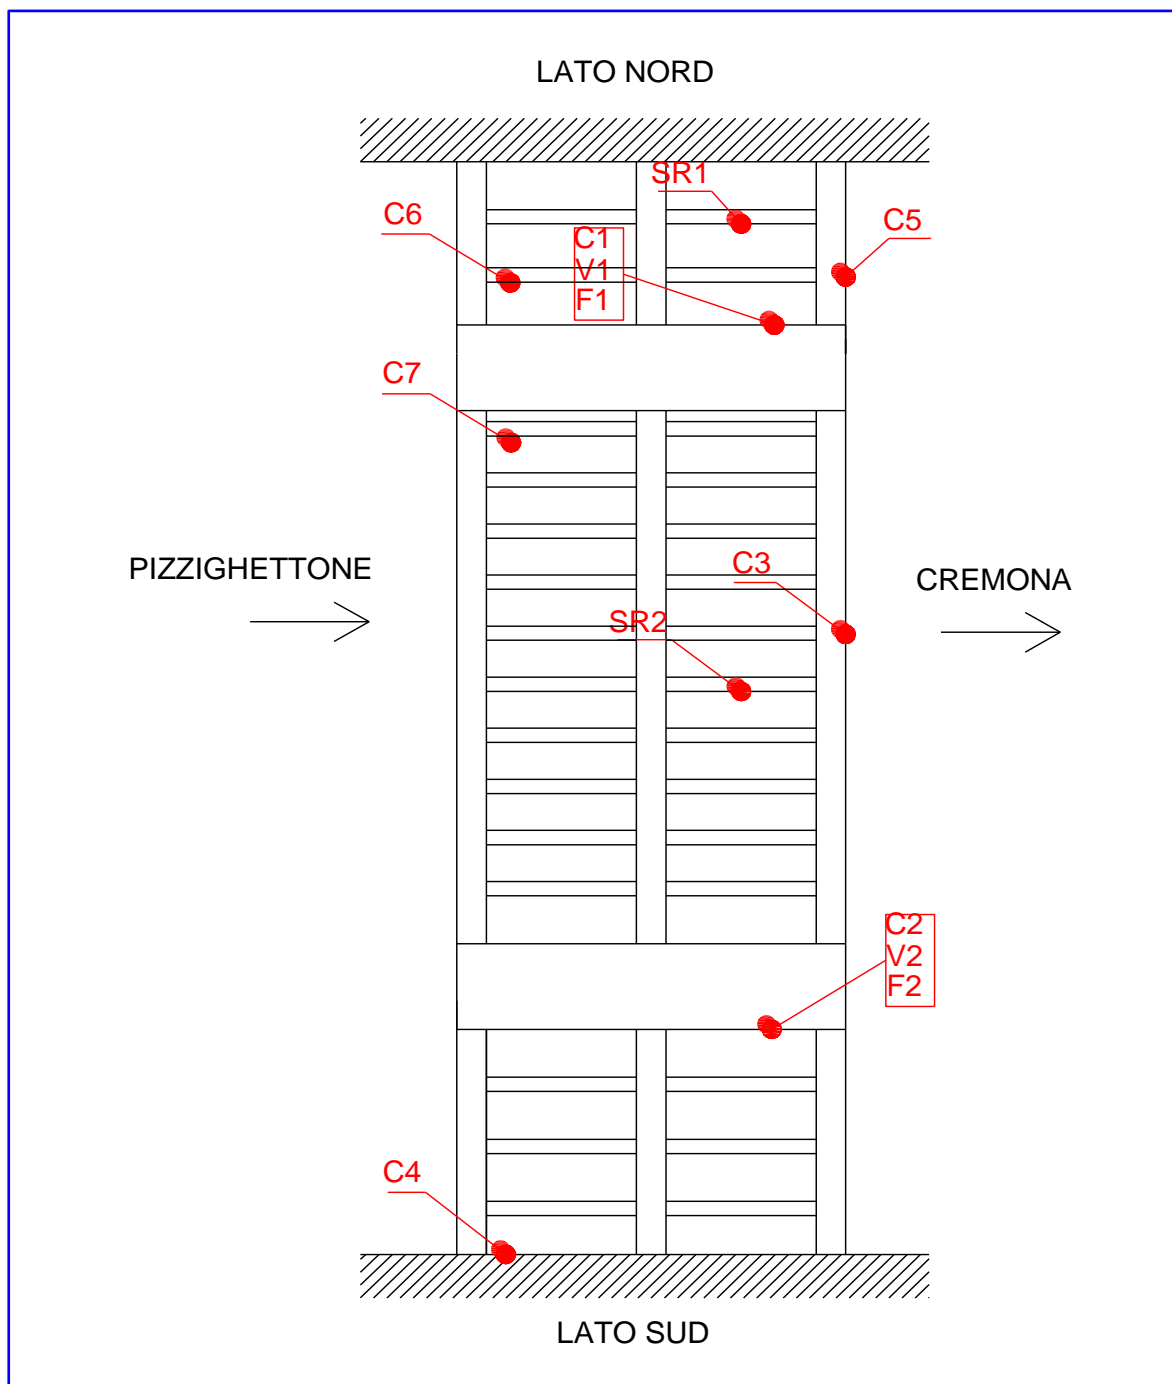 LATO NORD
SR1
C6
C5
C1
V1
F1
C7
PIZZIGHETTONE
C3
CREMONA
SR2
C2
V2
F2
C4
LATO SUD